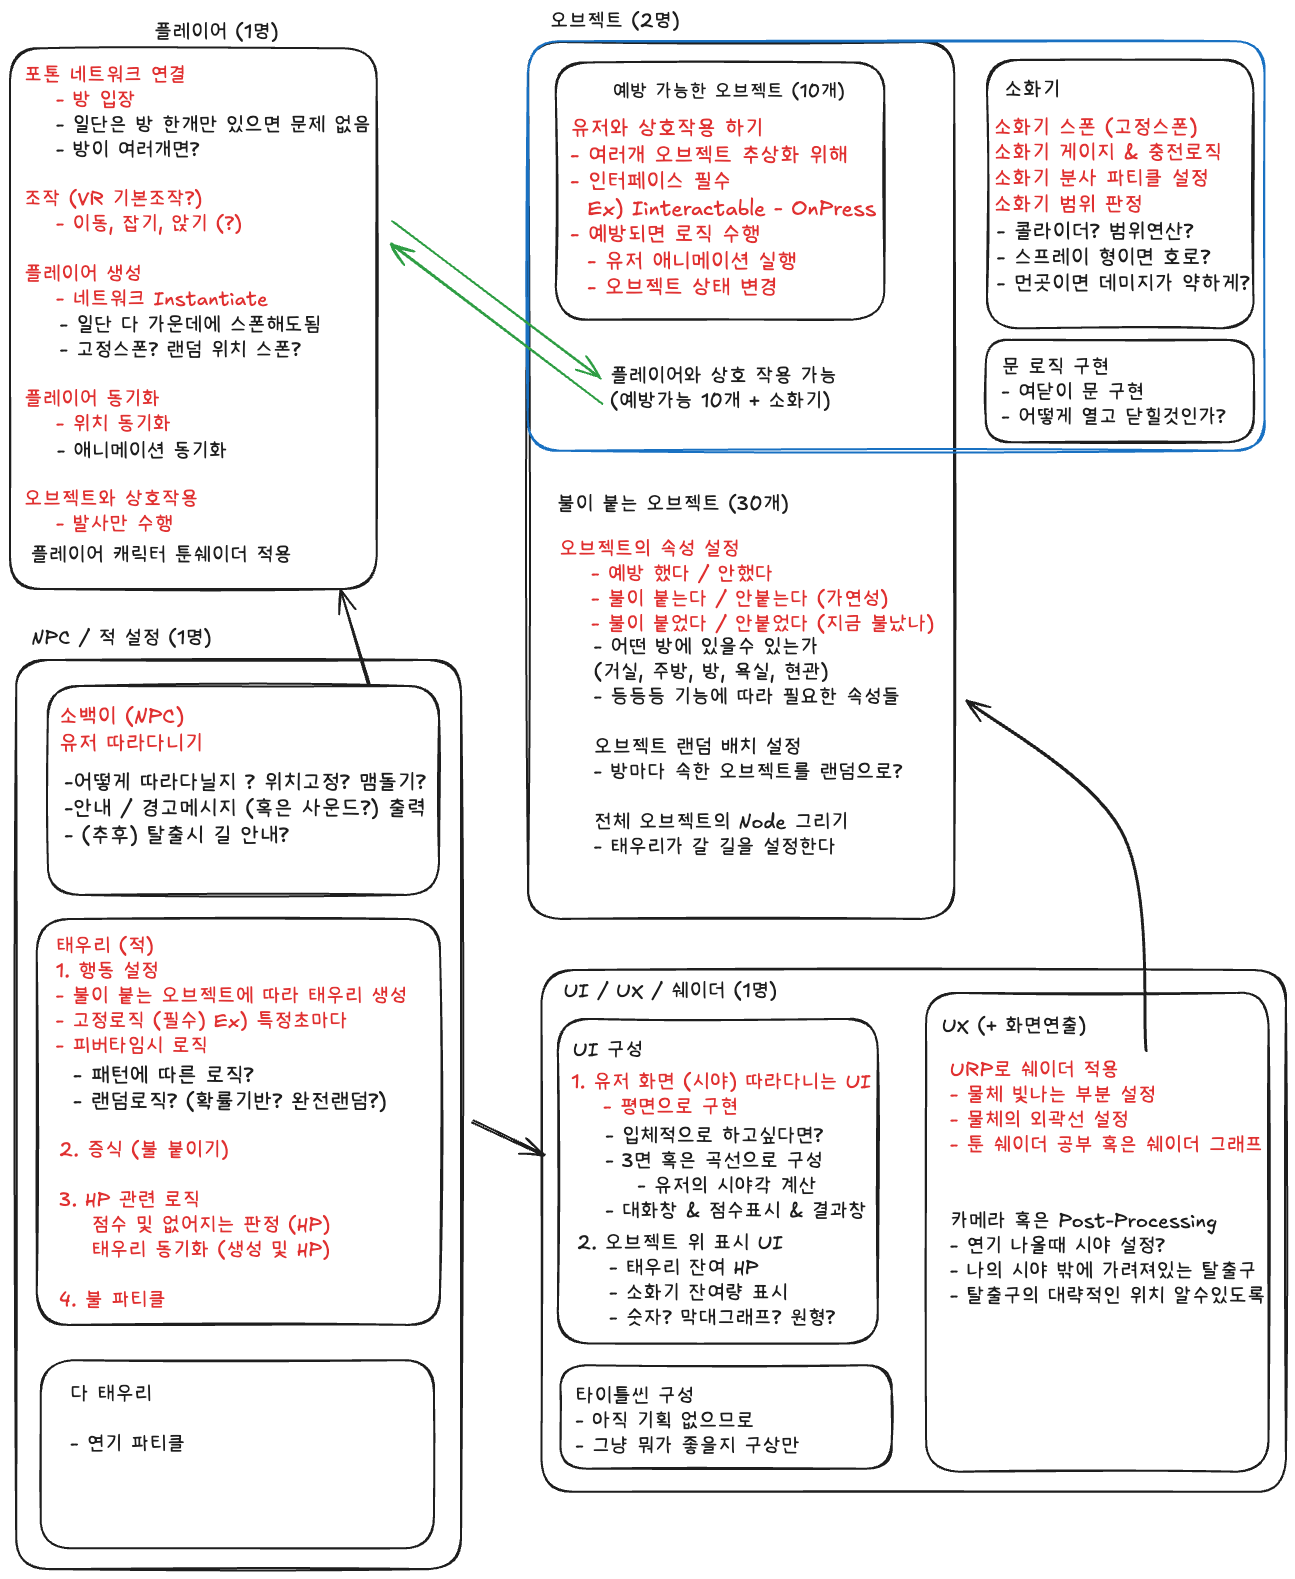 플레이어 (1명)
포톤 네트워크 연결
- 방 입장
- 일단은 방 한개만 있으면 문제 없음
- 방이 여러개면?
조작 (VR 기본조작?)
- 이동, 잡기, 앉기 (?)
플레이어 생성
- 네트워크 Instantiate
- 일단 다 가운데에 스폰해도됨
- 고정스폰? 랜덤 위치 스폰?
플레이어 동기화
- 위치 동기화
- 애니메이션 동기화
오브젝트와 상호작용
- 발사만 수행
플레이어 캐릭터 툰쉐이더 적용
오브젝트 (2명)
예방 가능한 오브젝트 (10개)
유저와 상호작용 하기
- 여러개 오브젝트 추상화 위해
- 인터페이스 필수
Ex) Iinteractable - OnPress
- 예방되면 로직 수행
- 유저 애니메이션 실행
- 오브젝트 상태 변경
플레이어와 상호 작용 가능
(예방가능 10개 + 소화기)
소화기
소화기 스폰 (고정스폰)
소화기 게이지 & 충전로직
소화기 분사 파티클 설정
소화기 범위 판정
- 콜라이더? 범위연산?
- 스프레이 형이면 호로?
- 먼곳이면 데미지가 약하게?
문 로직 구현
- 여닫이 문 구현
- 어떻게 열고 닫힐것인가?
불이 붙는 오브젝트 (30개)
오브젝트의 속성 설정
- 예방 했다 / 안했다
- 불이 붙는다 / 안붙는다 (가연성)
- 불이 붙었다 / 안붙었다 (지금 불났나)
- 어떤 방에 있을수 있는가
(거실, 주방, 방, 욕실, 현관)
- 등등등 기능에 따라 필요한 속성들
오브젝트 랜덤 배치 설정
- 방마다 속한 오브젝트를 랜덤으로?
전체 오브젝트의 Node 그리기
- 태우리가 갈 길을 설정한다
NPC / 적 설정 (1명)
소백이 (NPC)
유저 따라다니기
-어떻게 따라다닐지 ? 위치고정? 맴돌기?
-안내 / 경고메시지 (혹은 사운드?) 출력
- (추후) 탈출시 길 안내?
태우리 (적)
1. 행동 설정
- 불이 붙는 오브젝트에 따라 태우리 생성
- 고정로직 (필수) Ex) 특정초마다
- 피버타임시 로직
- 패턴에 따른 로직?
- 랜덤로직? (확률기반? 완전랜덤?)
2. 증식 (불 붙이기)
3. HP 관련 로직
점수 및 없어지는 판정 (HP)
태우리 동기화 (생성 및 HP)
4. 불 파티클
다 태우리
- 연기 파티클
UI / UX / 쉐이더 (1명)
UI 구성
1. 유저 화면 (시야) 따라다니는 UI
- 평면으로 구현
- 입체적으로 하고싶다면?
- 3면 혹은 곡선으로 구성
- 유저의 시야각 계산
- 대화창 & 점수표시 & 결과창
2. 오브젝트 위 표시 UI
- 태우리 잔여 HP
- 소화기 잔여량 표시
- 숫자? 막대그래프? 원형?
타이틀씬 구성
- 아직 기획 없으므로
- 그냥 뭐가 좋을지 구상만
UX (+ 화면연출)
URP로 쉐이더 적용
- 물체 빛나는 부분 설정
- 물체의 외곽선 설정
- 툰 쉐이더 공부 혹은 쉐이더 그래프
카메라 혹은 Post-Processing
- 연기 나올때 시야 설정?
- 나의 시야 밖에 가려져있는 탈출구
- 탈출구의 대략적인 위치 알수있도록